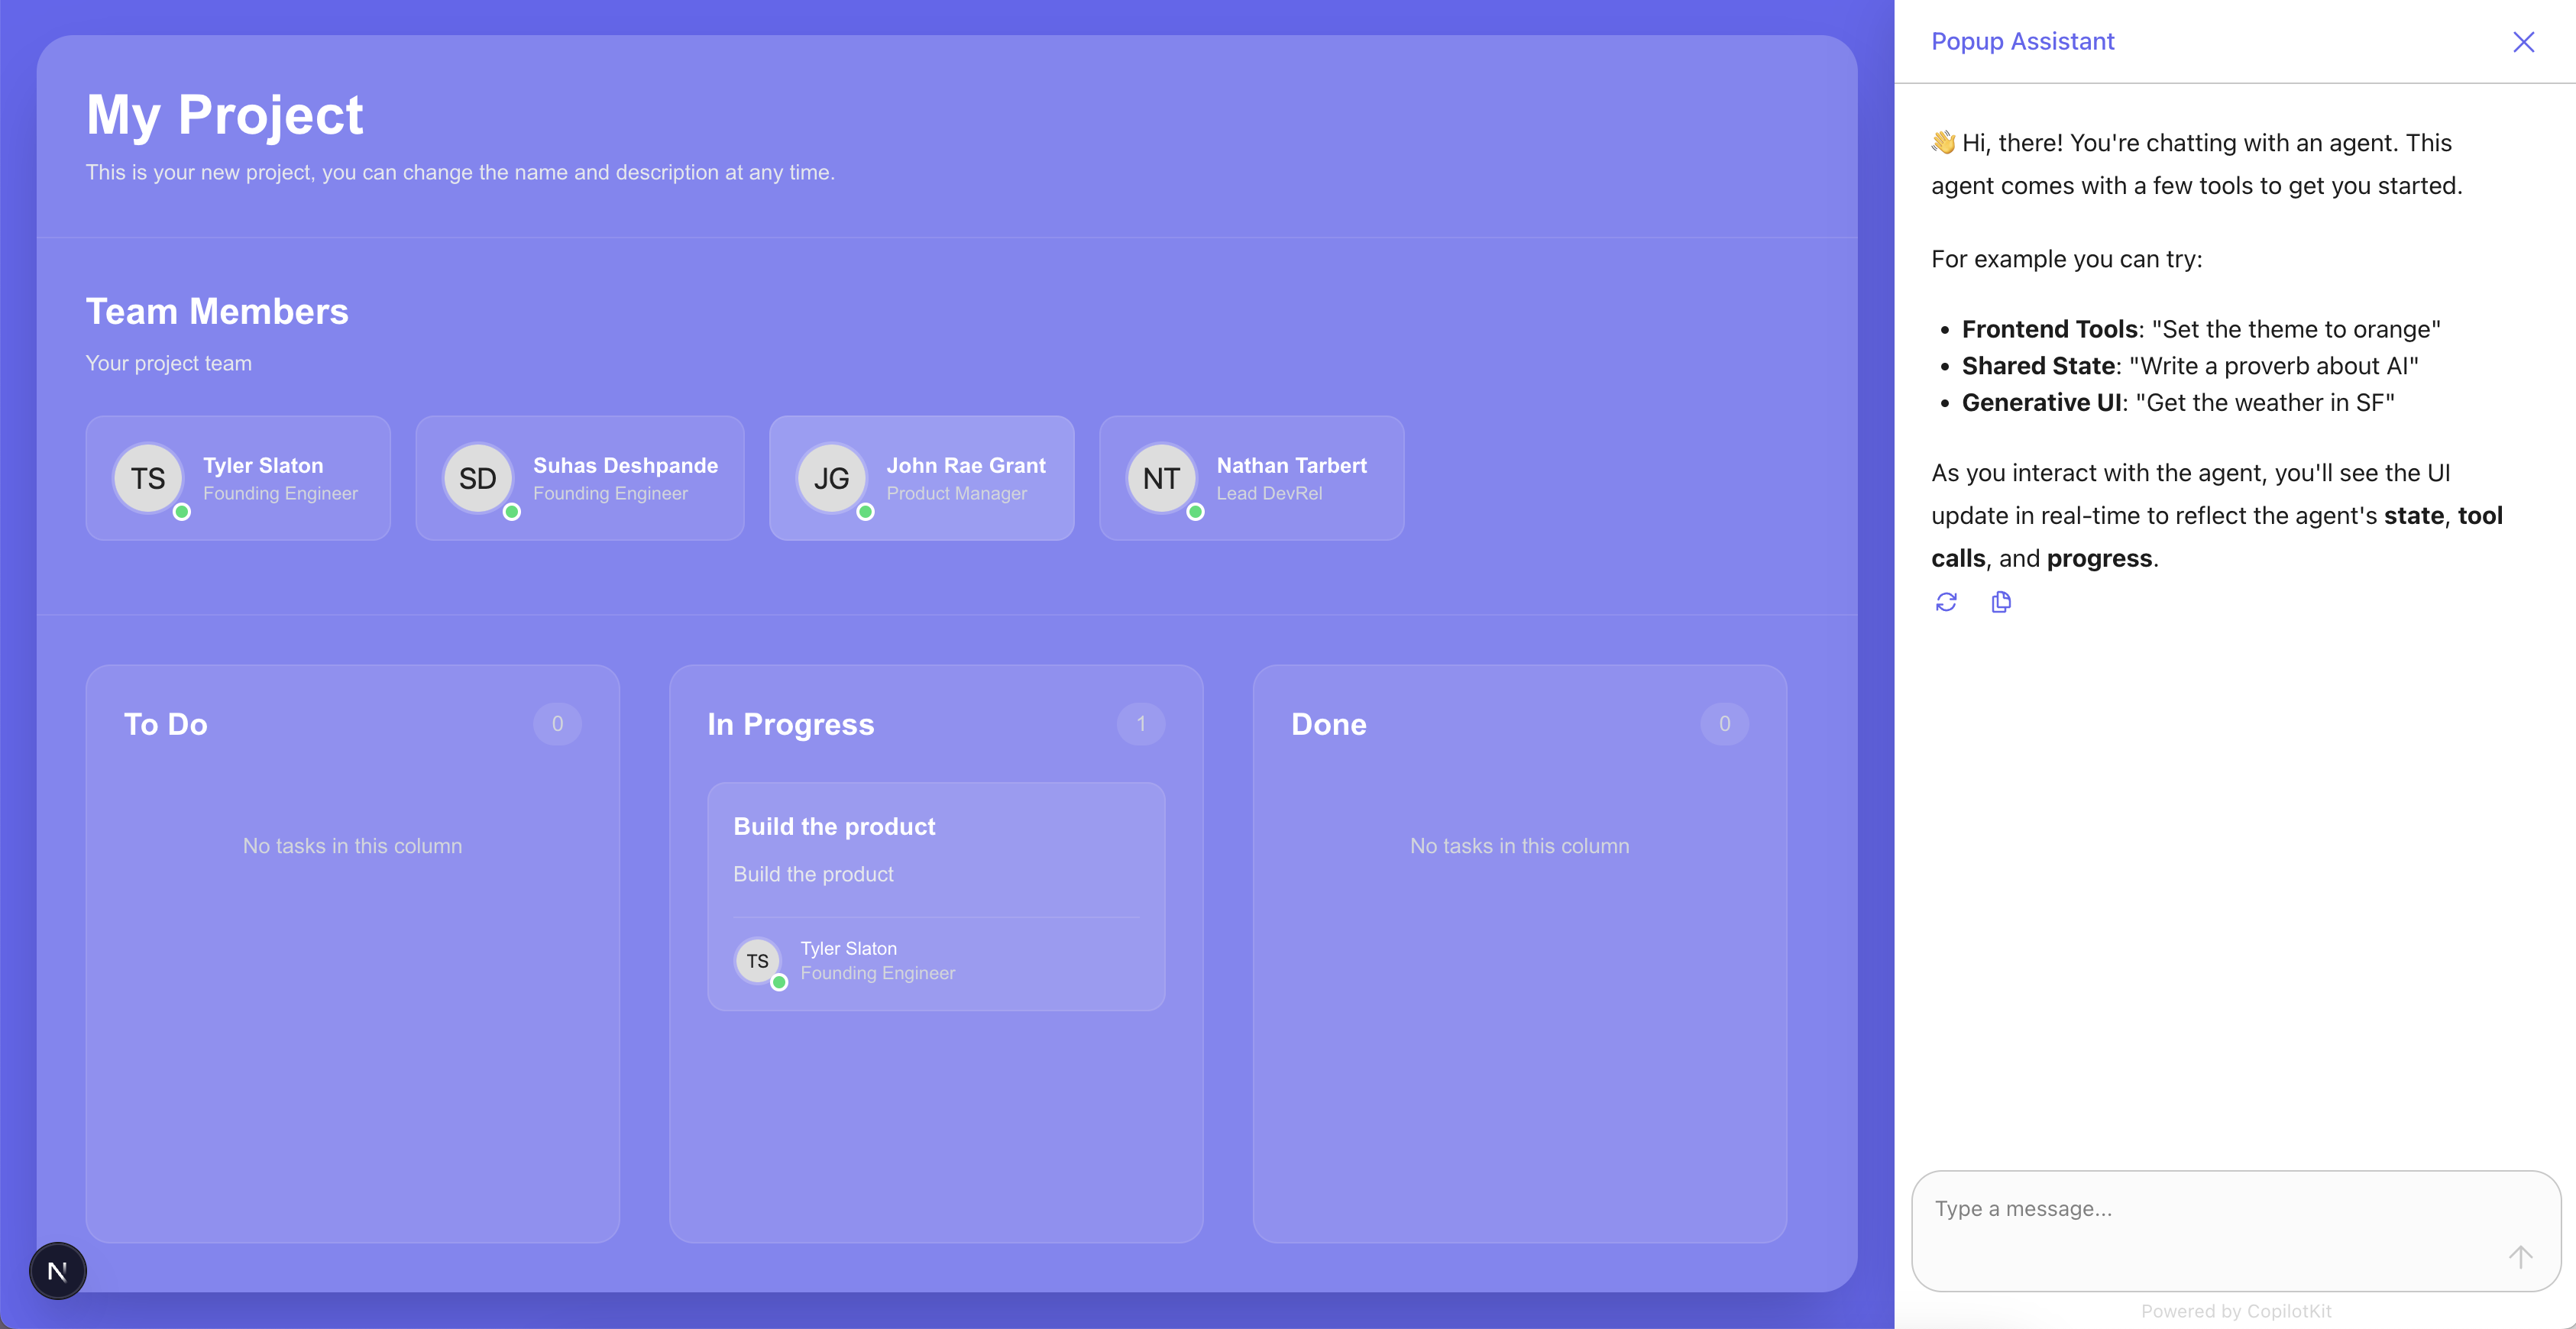 My Project
This is your new project, you can change the name and description at any time.
Team Members
Your project team
TS
Tyler Slaton
Founding Engineer
SD
Suhas Deshpande
Founding Engineer
JG
John Rae Grant
Product Manager
NT
Nathan Tarbert
Lead DevRel
To Do
0
No tasks in this column
In Progress
1
Build the product
Build the product
TS
Tyler Slaton
Founding Engineer
Done
0
No tasks in this column
N
Popup Assistant
👋 Hi, there! You're chatting with an agent. This
agent comes with a few tools to get you started.
For example you can try:
• Frontend Tools: "Set the theme to orange"
• Shared State: "Write a proverb about AI"
• Generative UI: "Get the weather in SF"
As you interact with the agent, you'll see the UI
update in real-time to reflect the agent's state, tool
calls, and progress.
Type a message...
Powered by CopilotKit